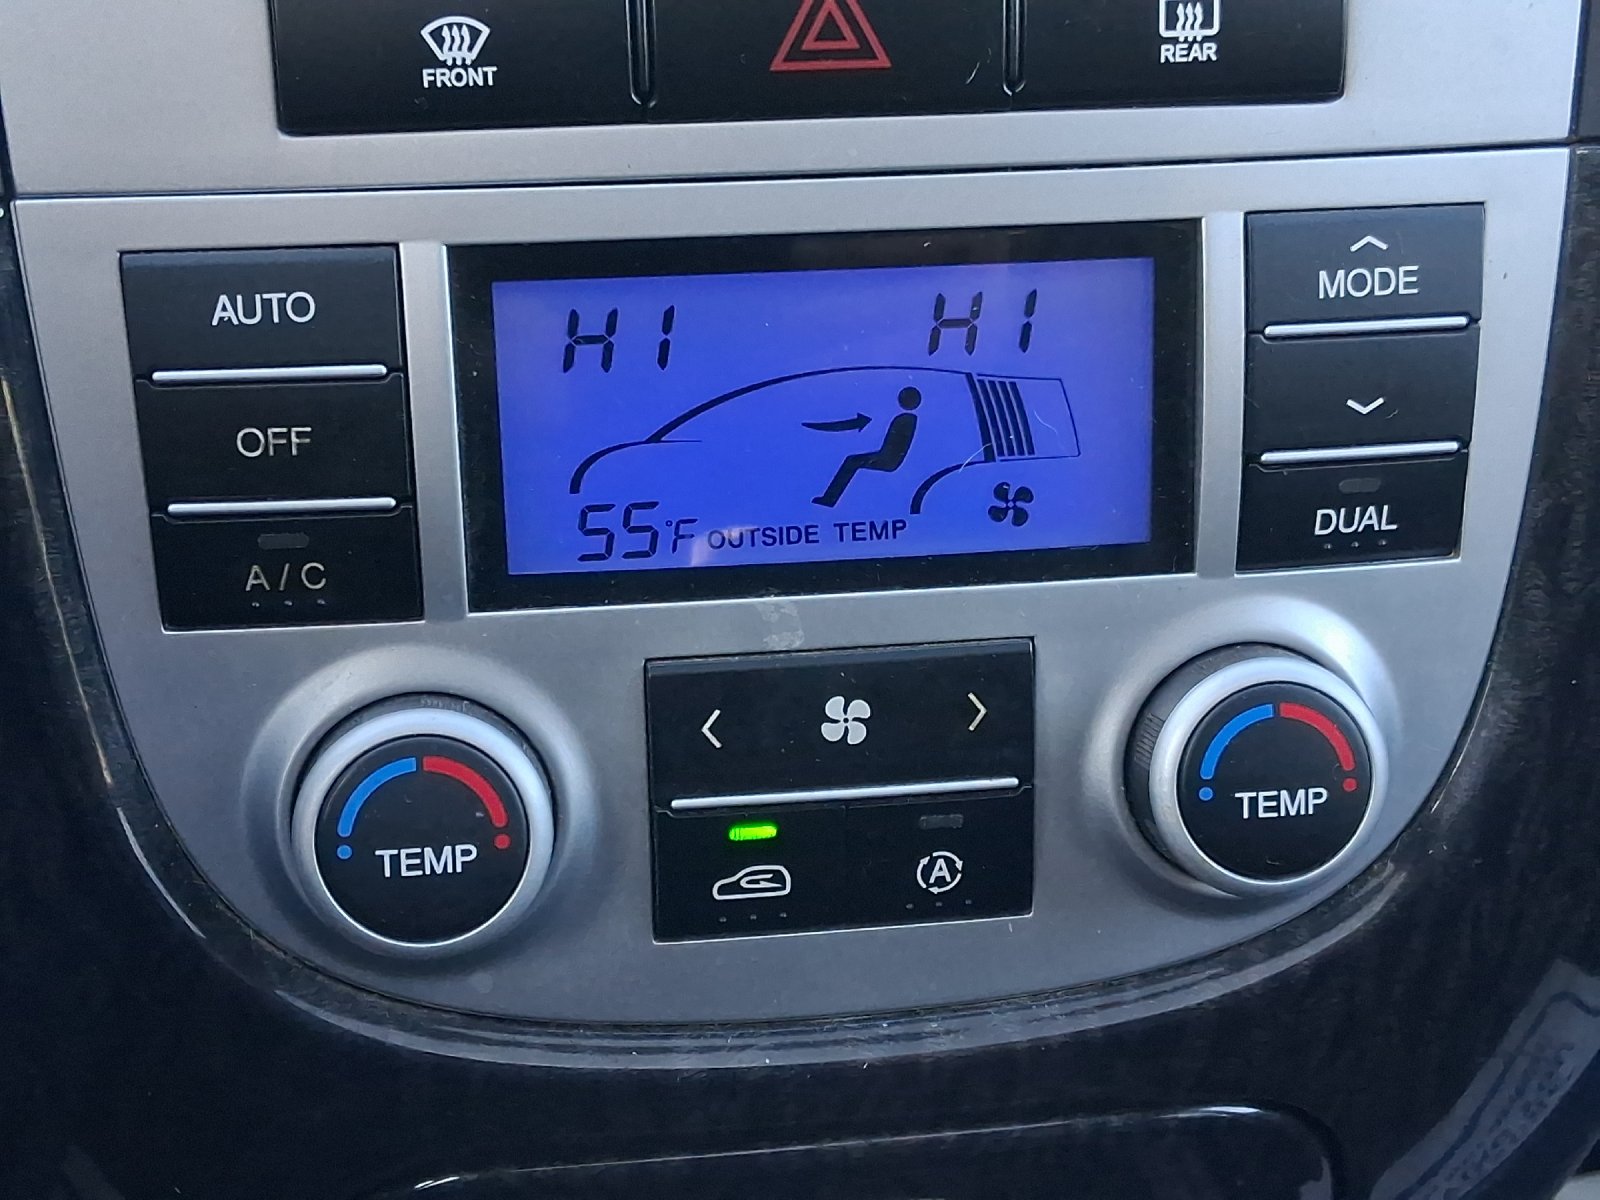 FRONT
REAR
AUTO
OFF
A/C
HI
HI
55°F OUTSIDE TEMP
MODE
DUAL
TEMP
A
TEMP